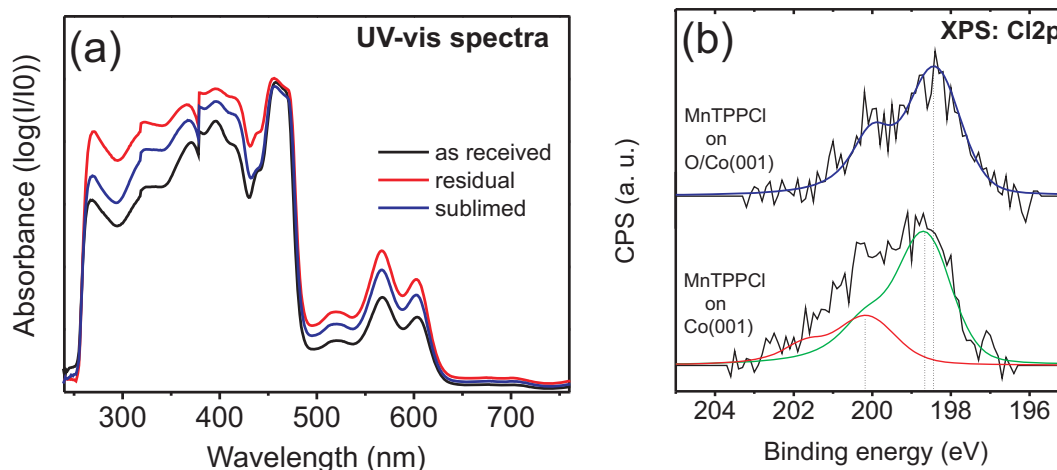 (a)
UV-vis spectra
Absorbance (log(I/I0))
as received
residual
sublimed
300 400 500 600 700
Wavelength (nm)
(b)
XPS: Cl2p
CPS (a. u.)
MnTPPCl
on
O/Co(001)
MnTPPCl
on
Co(001)
204 202 200 198 196
Binding energy (eV)